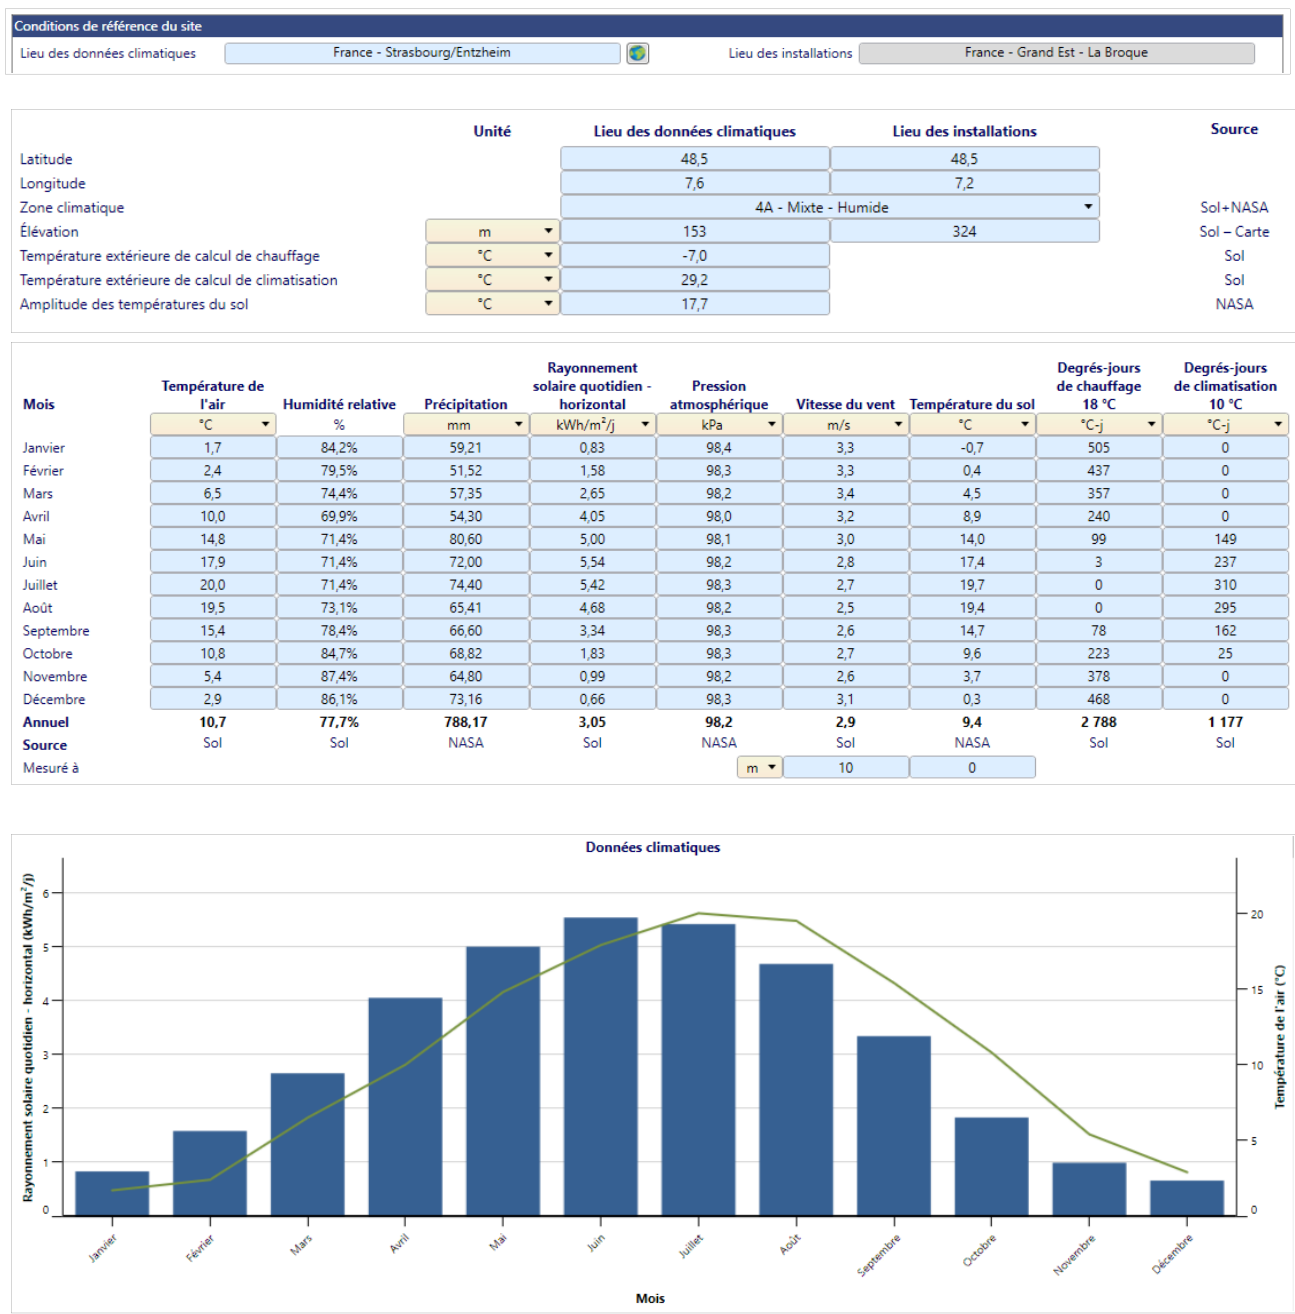 Conditions de référence du site
Lieu des données climatiques France - Strasbourg/Entzheim Lieu des installations France - Grand Est - La Broque
Unité Lieu des données climatiques Lieu des installations Source
Latitude 48,5 48,5
Longitude 7,6 7,2
Zone climatique 4A - Mixte - Humide Sol+NASA
Élévation m 153 324 Sol – Carte
Température extérieure de calcul de chauffage °C -7,0 Sol
Température extérieure de calcul de climatisation °C 29,2 Sol
Amplitude des températures du sol °C 17,7 NASA
Rayonnement Degrés-jours Degrés-jours
Température de solaire quotidien - Pression de chauffage de climatisation
Mois l'air Humidité relative Précipitation horizontal atmosphérique Vitesse du vent Température du sol 18 °C 10 °C
°C % mm kWh/m²/j kPa m/s °C °C-j °C-j
Janvier 1,7 84,2% 59,21 0,83 98,4 3,3 -0,7 505 0
Février 2,4 79,5% 51,52 1,58 98,3 3,3 0,4 437 0
Mars 6,5 74,4% 57,35 2,65 98,2 3,4 4,5 357 0
Avril 10,0 69,9% 54,30 4,05 98,0 3,2 8,9 240 0
Mai 14,8 71,4% 80,60 5,00 98,1 3,0 14,0 99 149
Juin 17,9 71,4% 72,00 5,54 98,2 2,8 17,4 3 237
Juillet 20,0 71,4% 74,40 5,42 98,3 2,7 19,7 0 310
Août 19,5 73,1% 65,41 4,68 98,2 2,5 19,4 0 295
Septembre 15,4 78,4% 66,60 3,34 98,3 2,6 14,7 78 162
Octobre 10,8 84,7% 68,82 1,83 98,3 2,7 9,6 223 25
Novembre 5,4 87,4% 64,80 0,99 98,2 2,6 3,7 378 0
Décembre 2,9 86,1% 73,16 0,66 98,3 3,1 0,3 468 0
Annuel 10,7 77,7% 788,17 3,05 98,2 2,9 9,4 2 788 1 177
Source Sol Sol NASA Sol NASA Sol NASA Sol Sol
Mesuré à m 10 0
Données climatiques
Rayonnement solaire quotidien - horizontal (kWh/m²/j)
6
5
4
3
2
1
0
20
15
10
5
0
Température de l'air (°C)
Janvier Février Mars Avril Mai Juin Juillet Août Septembre Octobre Novembre Décembre
Mois